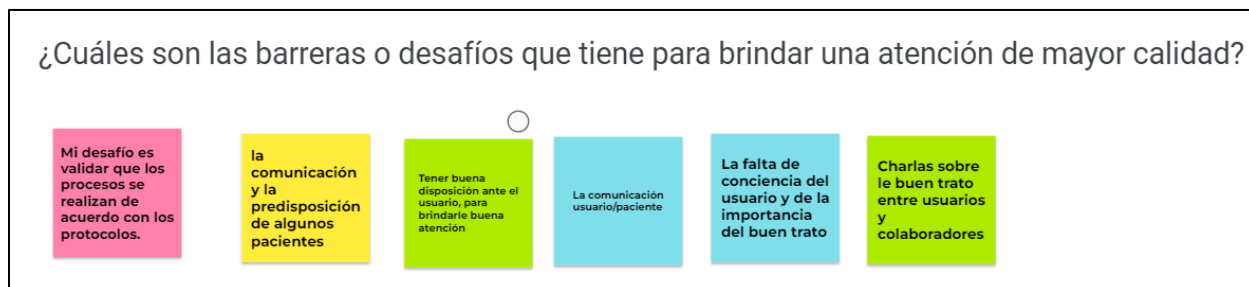 ¿Cuáles son las barreras o desafíos que tiene para brindar una atención de mayor calidad?
Mi desafío es
validar que los
procesos se
realizan de
acuerdo con los
protocolos.
la
comunicación
y la
predisposición
de algunos
pacientes
Tener buena
disposición ante el
usuario, para
brindarle buena
atención
La comunicación
usuario/paciente
La falta de
conciencia del
usuario y de la
importancia
del buen trato
Charlas sobre
le buen trato
entre usuarios
y
colaboradores